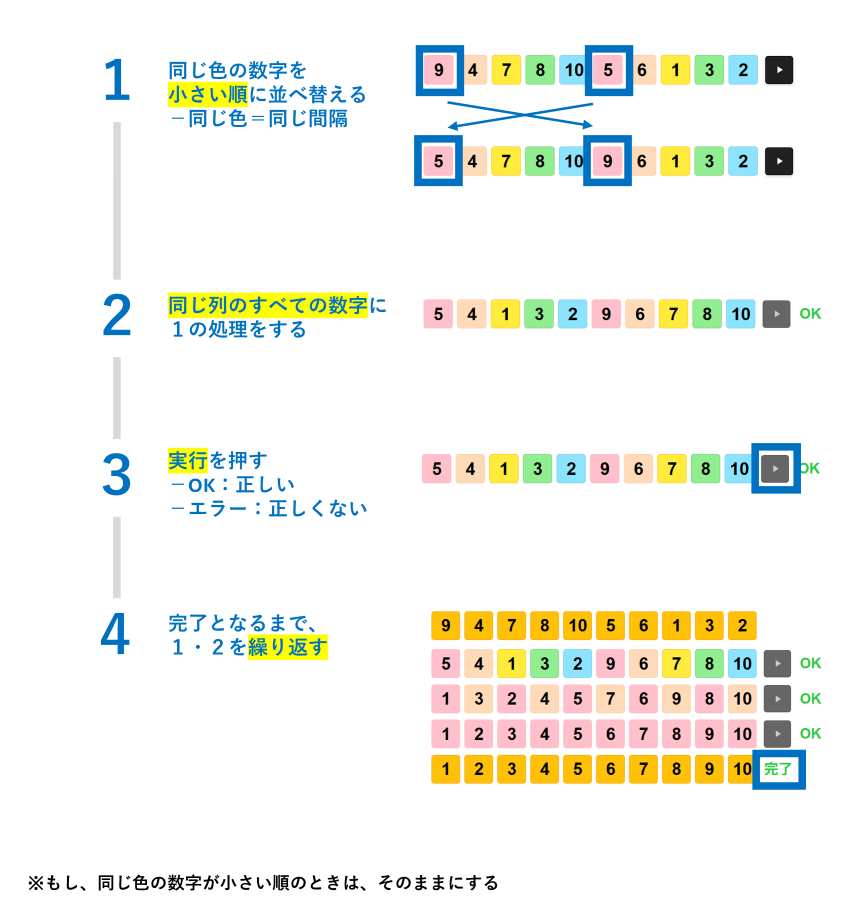 1
同じ色の数字を
小さい順に並べ替える
－同じ色＝同じ間隔
9 4 7 8 10 5 6 1 3 2
5 4 7 8 10 9 6 1 3 2
2
同じ列のすべての数字に
１の処理をする
5 4 1 3 2 9 6 7 8 10 OK
3
実行を押す
－OK：正しい
－エラー：正しくない
5 4 1 3 2 9 6 7 8 10 OK
4
完了となるまで、
１・２を繰り返す
9 4 7 8 10 5 6 1 3 2
5 4 1 3 2 9 6 7 8 10 OK
1 3 2 4 5 7 6 9 8 10 OK
1 2 3 4 5 6 7 8 9 10 OK
1 2 3 4 5 6 7 8 9 10 完了
※もし、同じ色の数字が小さい順のときは、そのままにする